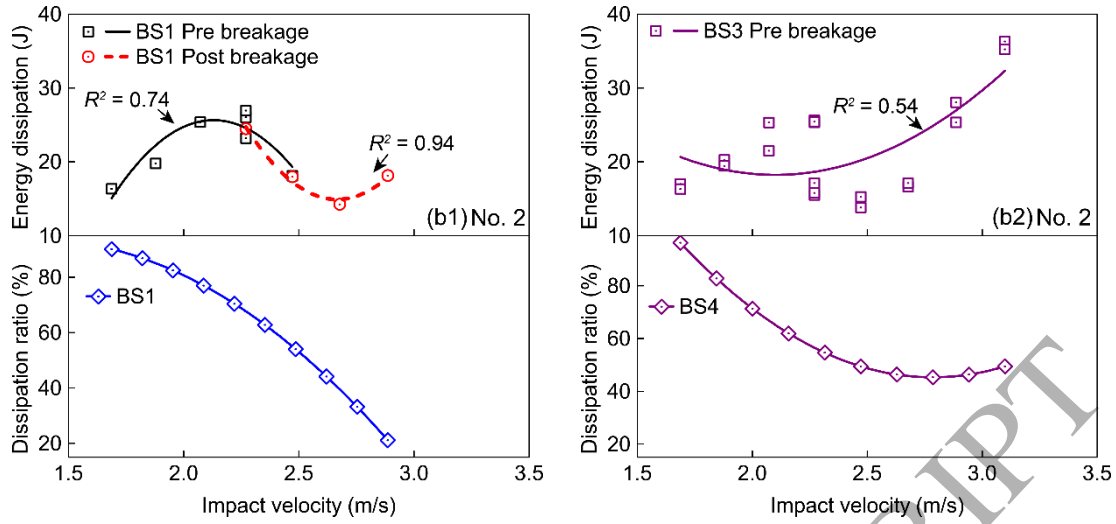 Energy dissipation (J)
40
30
20
10
BS1 Pre breakage
BS1 Post breakage
R² = 0.74
R² = 0.94
(b1) No. 2
Dissipation ratio (%)
80
60
40
20
BS1
1.5 2.0 2.5 3.0 3.5
Impact velocity (m/s)
Energy dissipation (J)
40
30
20
10
BS3 Pre breakage
R² = 0.54
(b2) No. 2
Dissipation ratio (%)
80
60
40
20
BS4
1.5 2.0 2.5 3.0 3.5
Impact velocity (m/s)